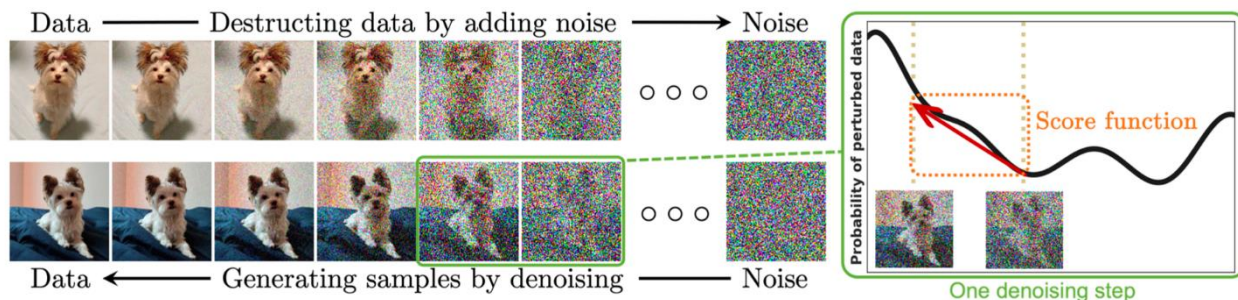 Data Destructing data by adding noise Noise
Data Generating samples by denoising Noise
Probability of perturbed data
Score function
One denoising step